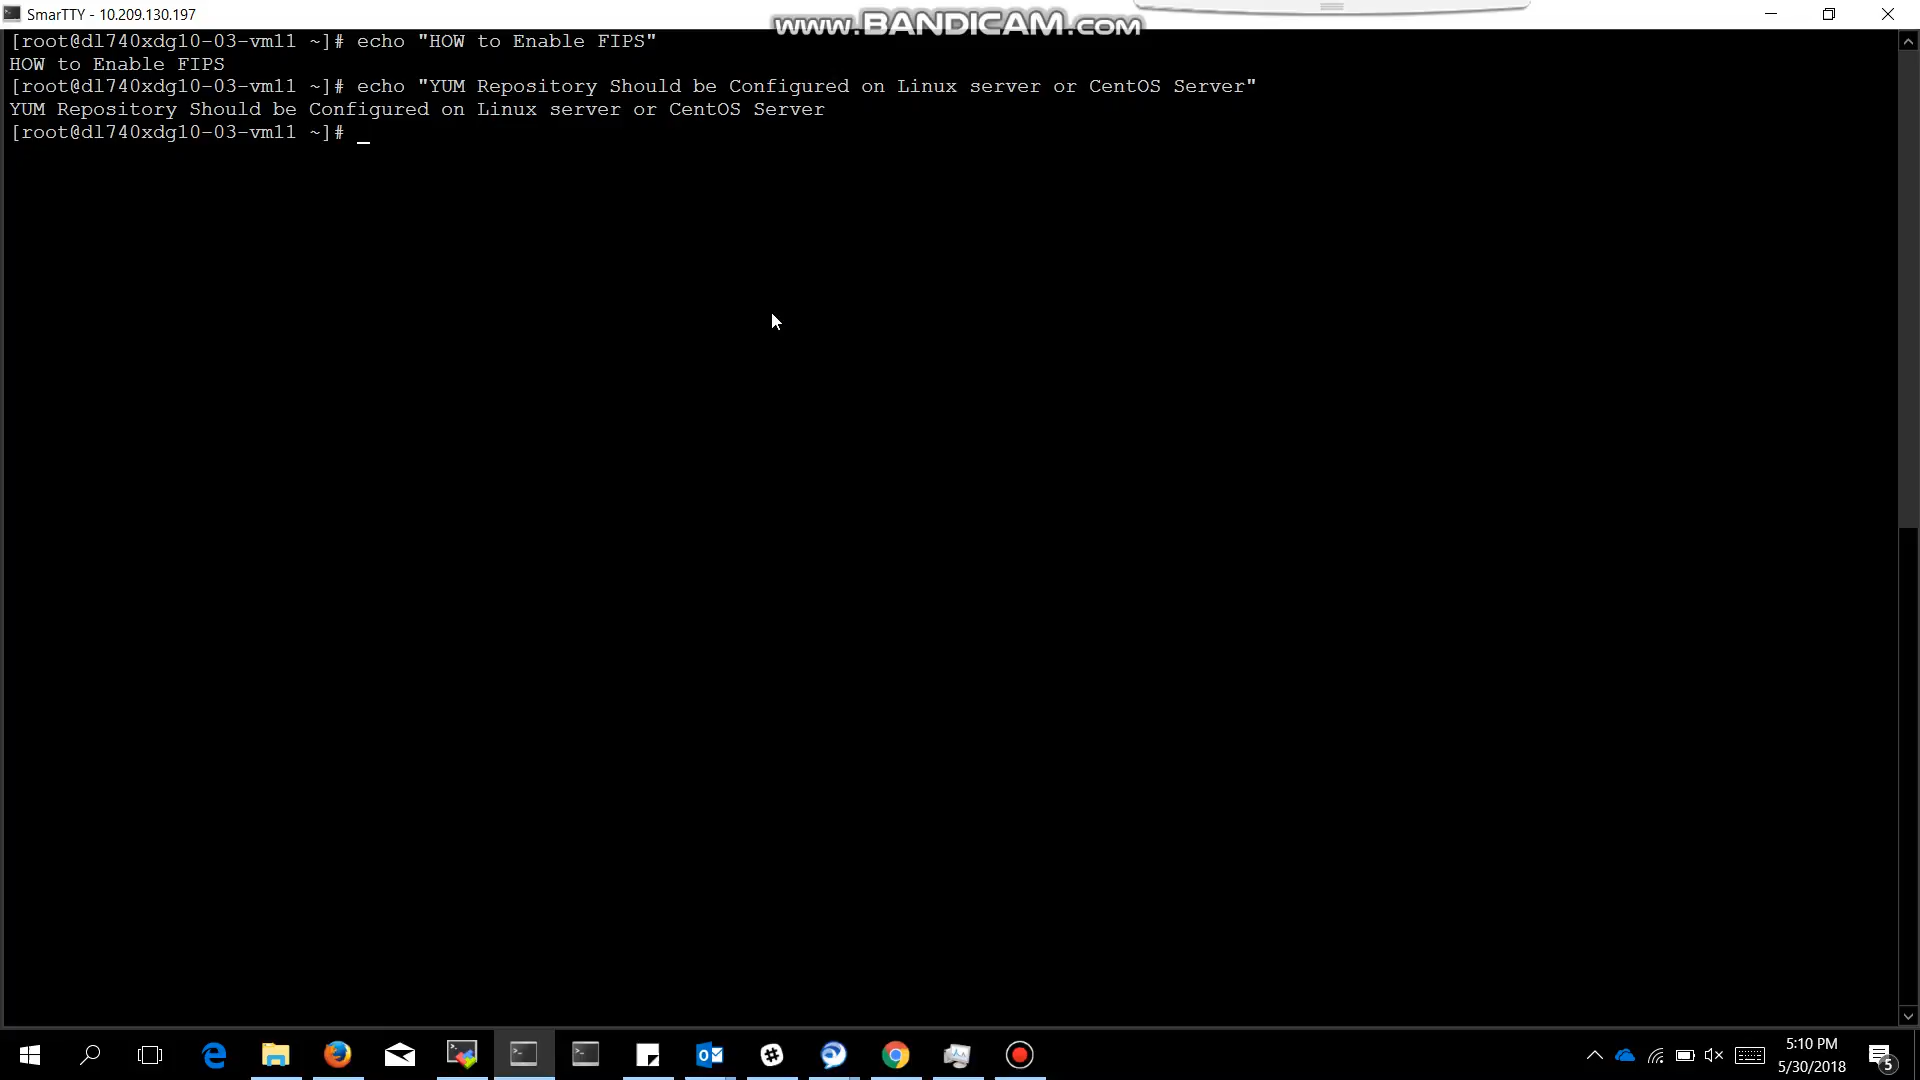 SmarTTY - 10.209.130.197
www.BANDICAM.com
[root@dl740xdg10-03-vm11 ~]# echo "HOW to Enable FIPS"
HOW to Enable FIPS
[root@dl740xdg10-03-vm11 ~]# echo "YUM Repository Should be Configured on Linux server or CentOS Server"
YUM Repository Should be Configured on Linux server or CentOS Server
[root@dl740xdg10-03-vm11 ~]# _
5:10 PM
5/30/2018
5